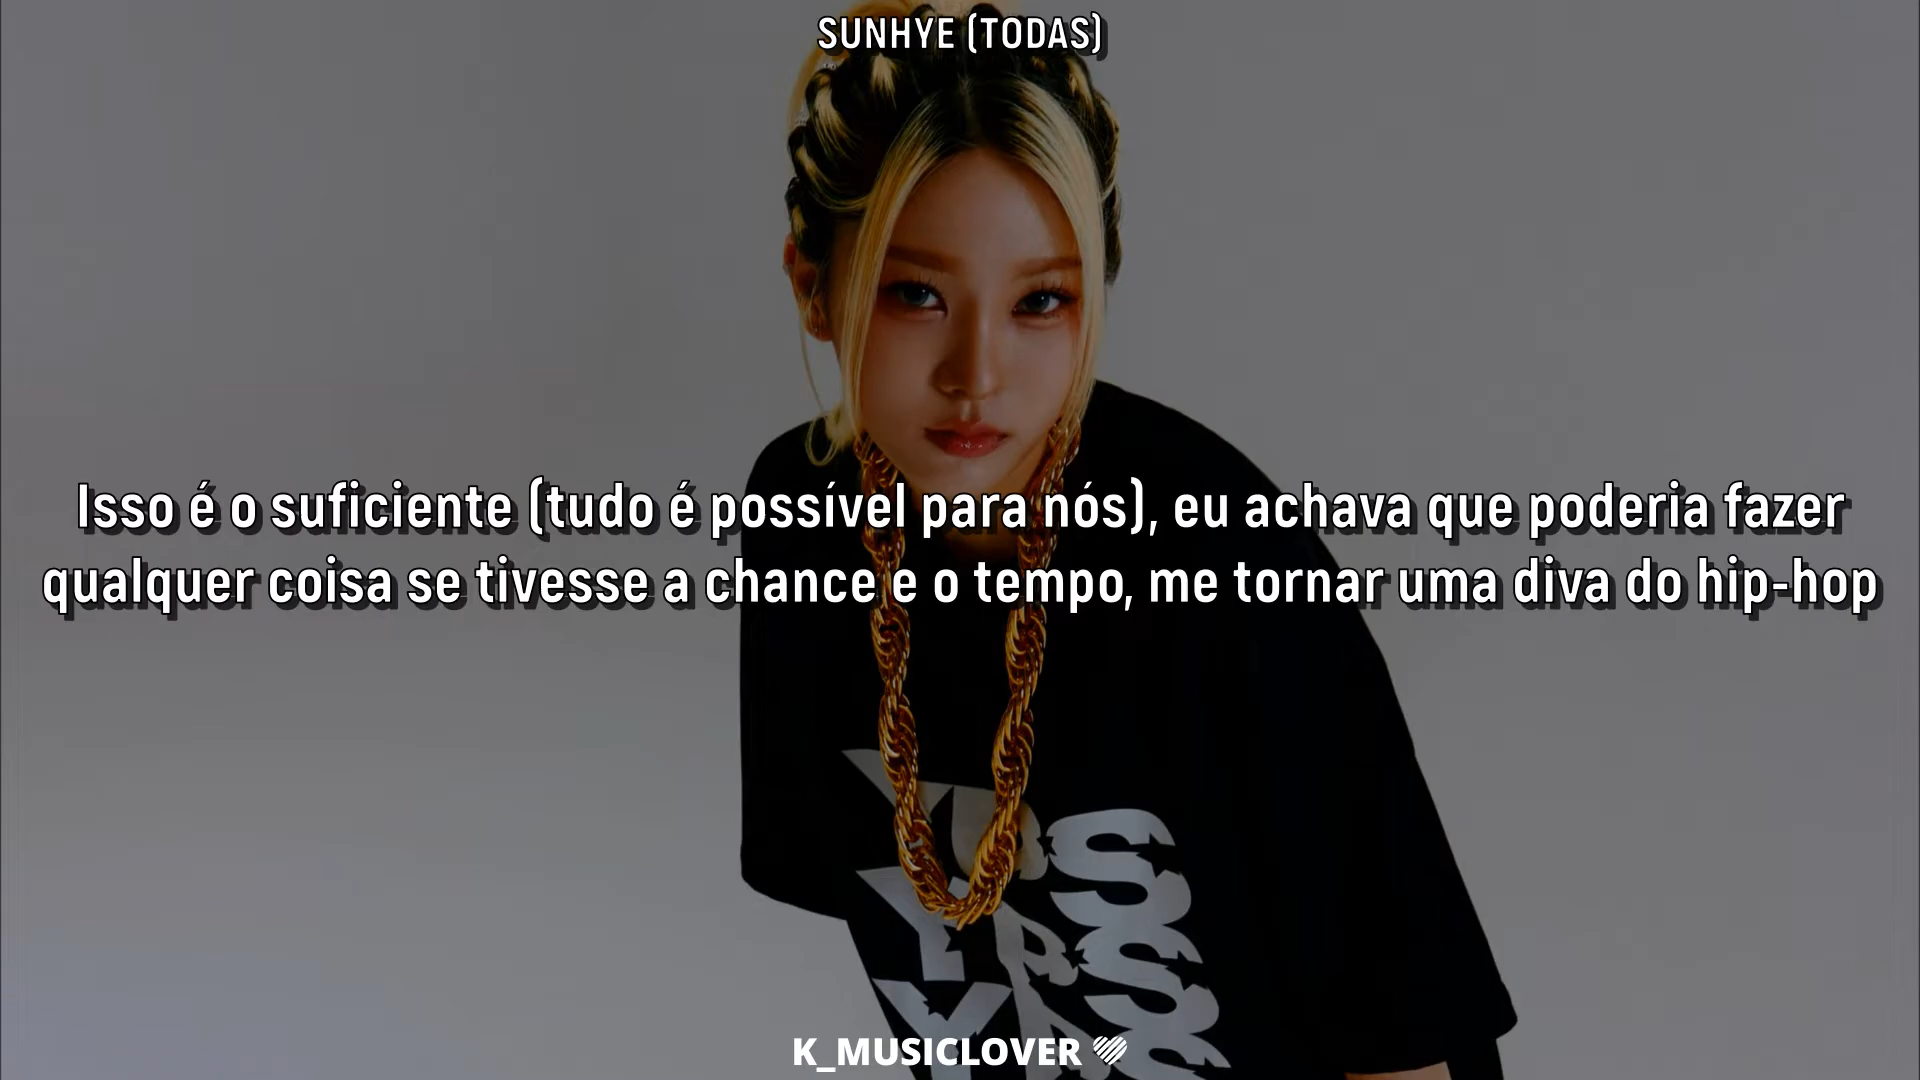 SUNHYE (TODAS)
Isso é o suficiente (tudo é possível para nós), eu achava que poderia fazer
qualquer coisa se tivesse a chance e o tempo, me tornar uma diva do hip-hop
K_MUSICLOVER